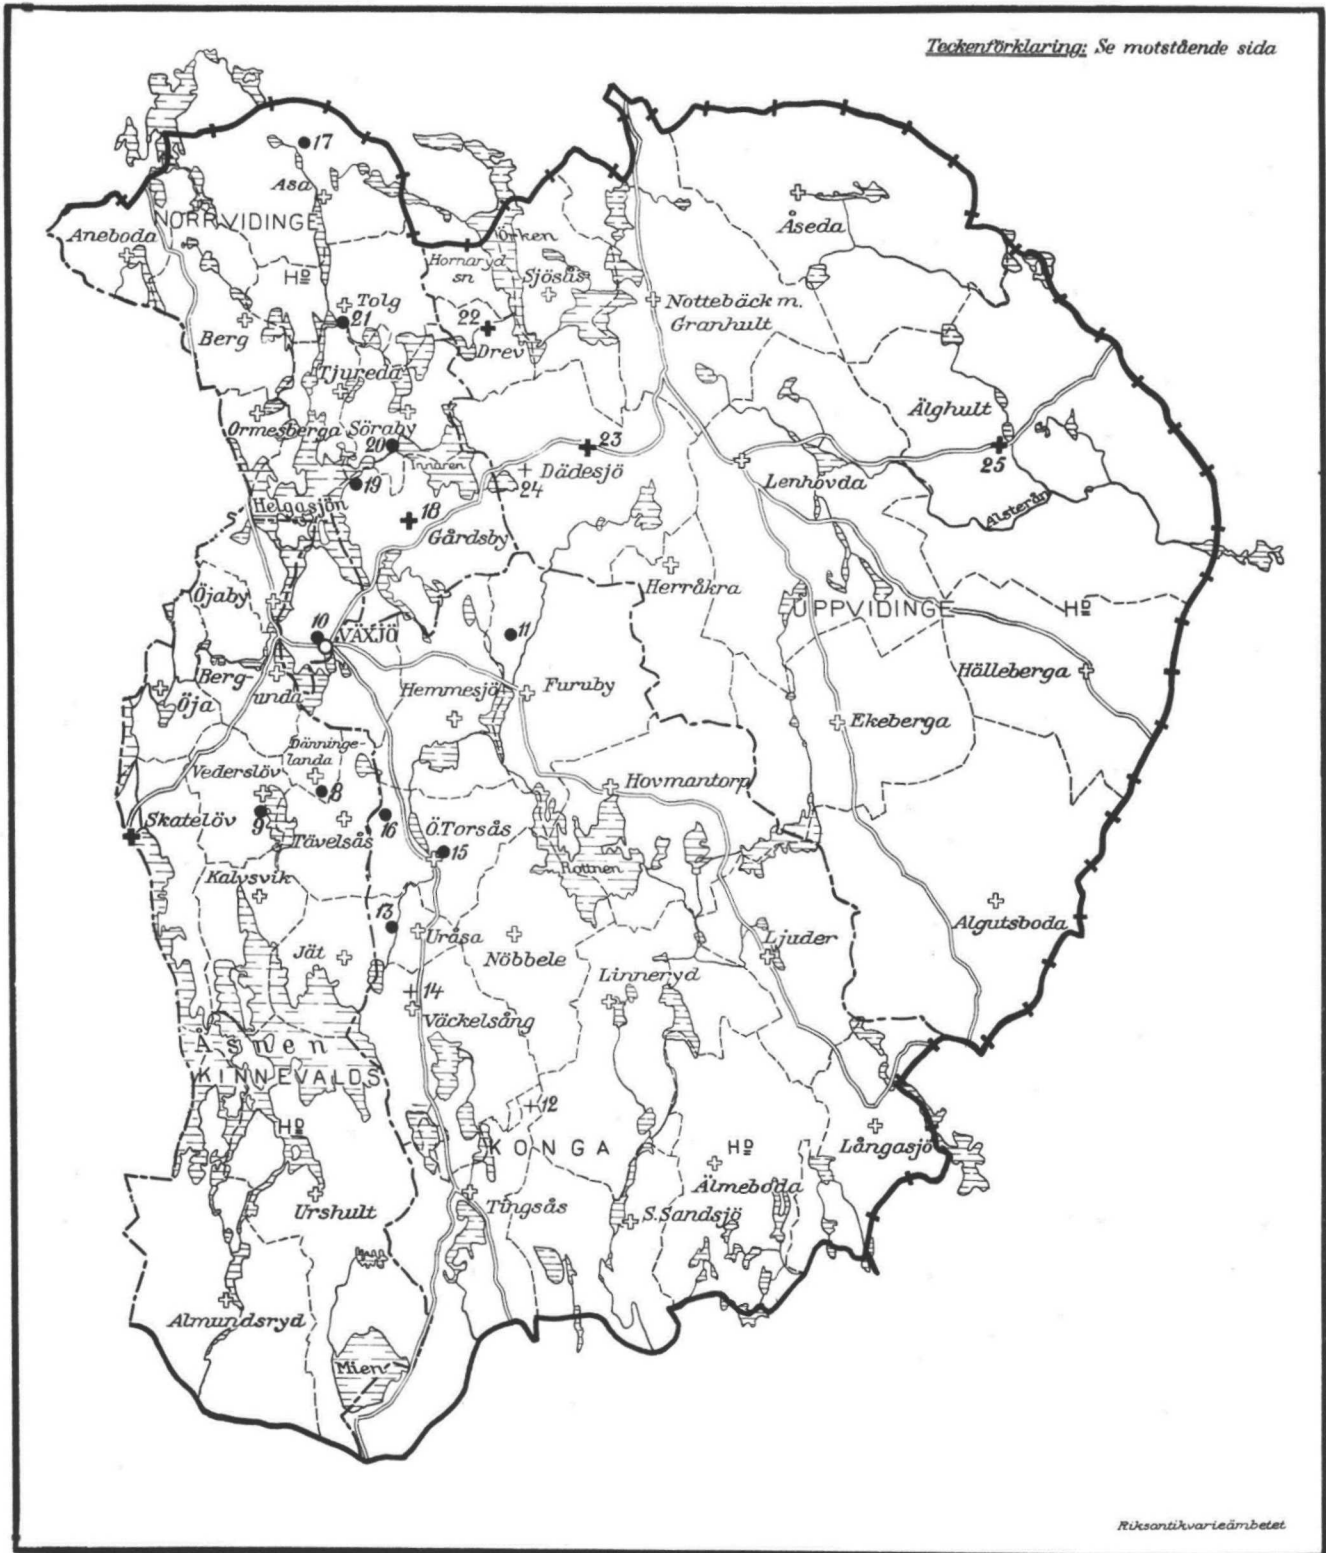 Teckenförklaring: Se motstående sida
17
Asa
NORRVIDINGE
HD
Aneboda
Åseda
Örken
Hornaryd
sn
Sjösås
Tolg
21
22
Nottebäck m.
Granhult
Berg
Drev
Tjureda
Älghult
Ormesberga
Söraby
20
23
25
Innaren
Dädesjö
24
Lenhovda
19
Helgasjön
18
Gårdsby
Alsterån
Herråkra
Öjaby
UPPVIDINGE
HD
10
VÄXJÖ
11
Berg-
unda
Hemmesjö
Furuby
Hälleberga
Öja
Ekeberga
Dänninge-
landa
Vederslöv
8
Hovmantorp
Skatelöv
9
Tävelsås
16
Ö.Torsås
15
Rottnen
Kalvsvik
13
Uråsa
Algutsboda
Jät
Nöbbele
Ljuder
Linneryd
14
Väckelsång
Åsnen
KINNEVALDS
HD
12
KONGA
HD
Långasjö
Älmeboda
Urshult
Tingsås
S.Sandsjö
Almundsryd
Mien
Riksantikvarieämbetet